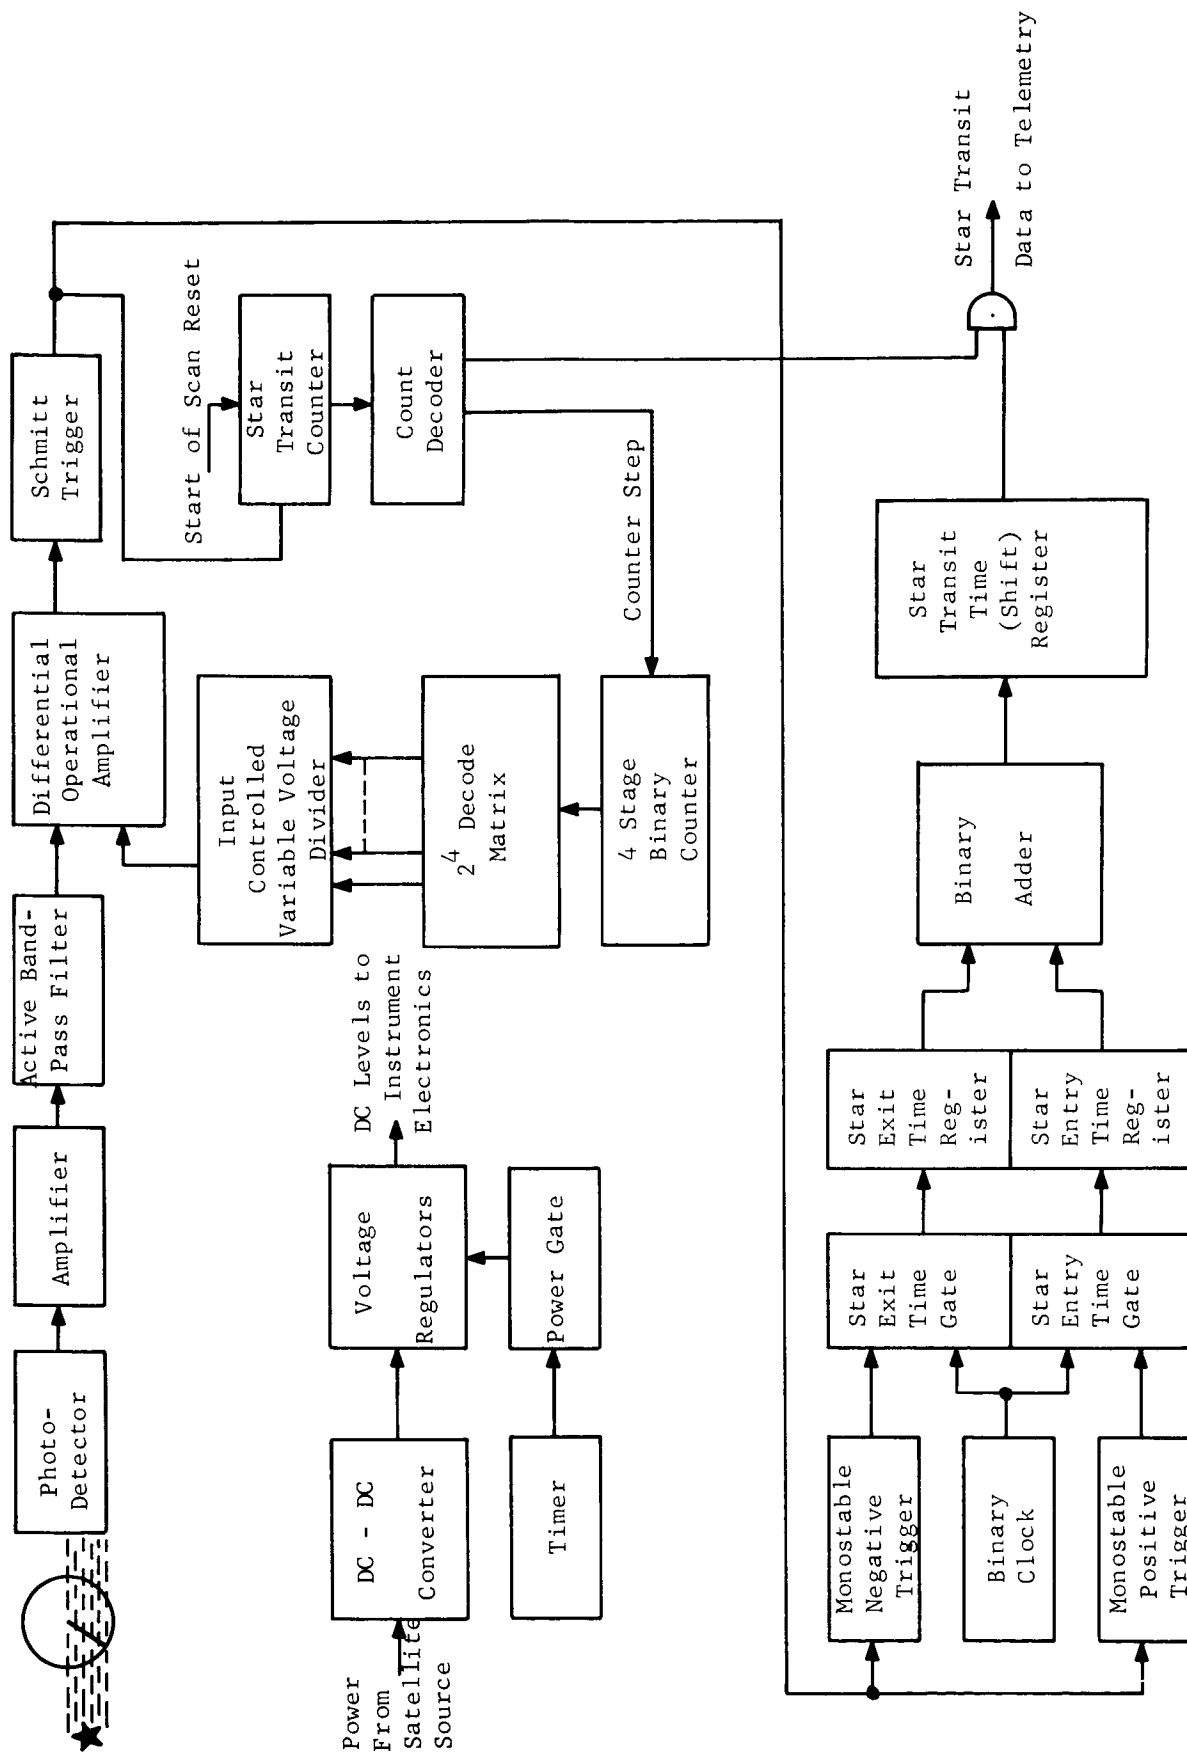 Photo-
Detector
Amplifier
Active Band-
Pass Filter
Differential
Operational
Amplifier
Schmitt
Trigger
Start of Scan Reset
Star
Transit
Counter
Count
Decoder
Counter Step
Input
Controlled
Variable Voltage
Divider
2^4 Decode
Matrix
4 Stage
Binary
Counter
Power
From
Satellite
Source
DC - DC
Converter
Voltage
Regulators
DC Levels to
Instrument
Electronics
Timer
Power Gate
Monostable
Negative
Trigger
Binary
Clock
Monostable
Positive
Trigger
Star
Exit
Time
Gate
Star
Entry
Time
Gate
Star
Exit
Time
Reg-
ister
Star
Entry
Time
Reg-
ister
Binary
Adder
Star
Transit
Time
(Shift)
Register
Star Transit
Data to Telemetry